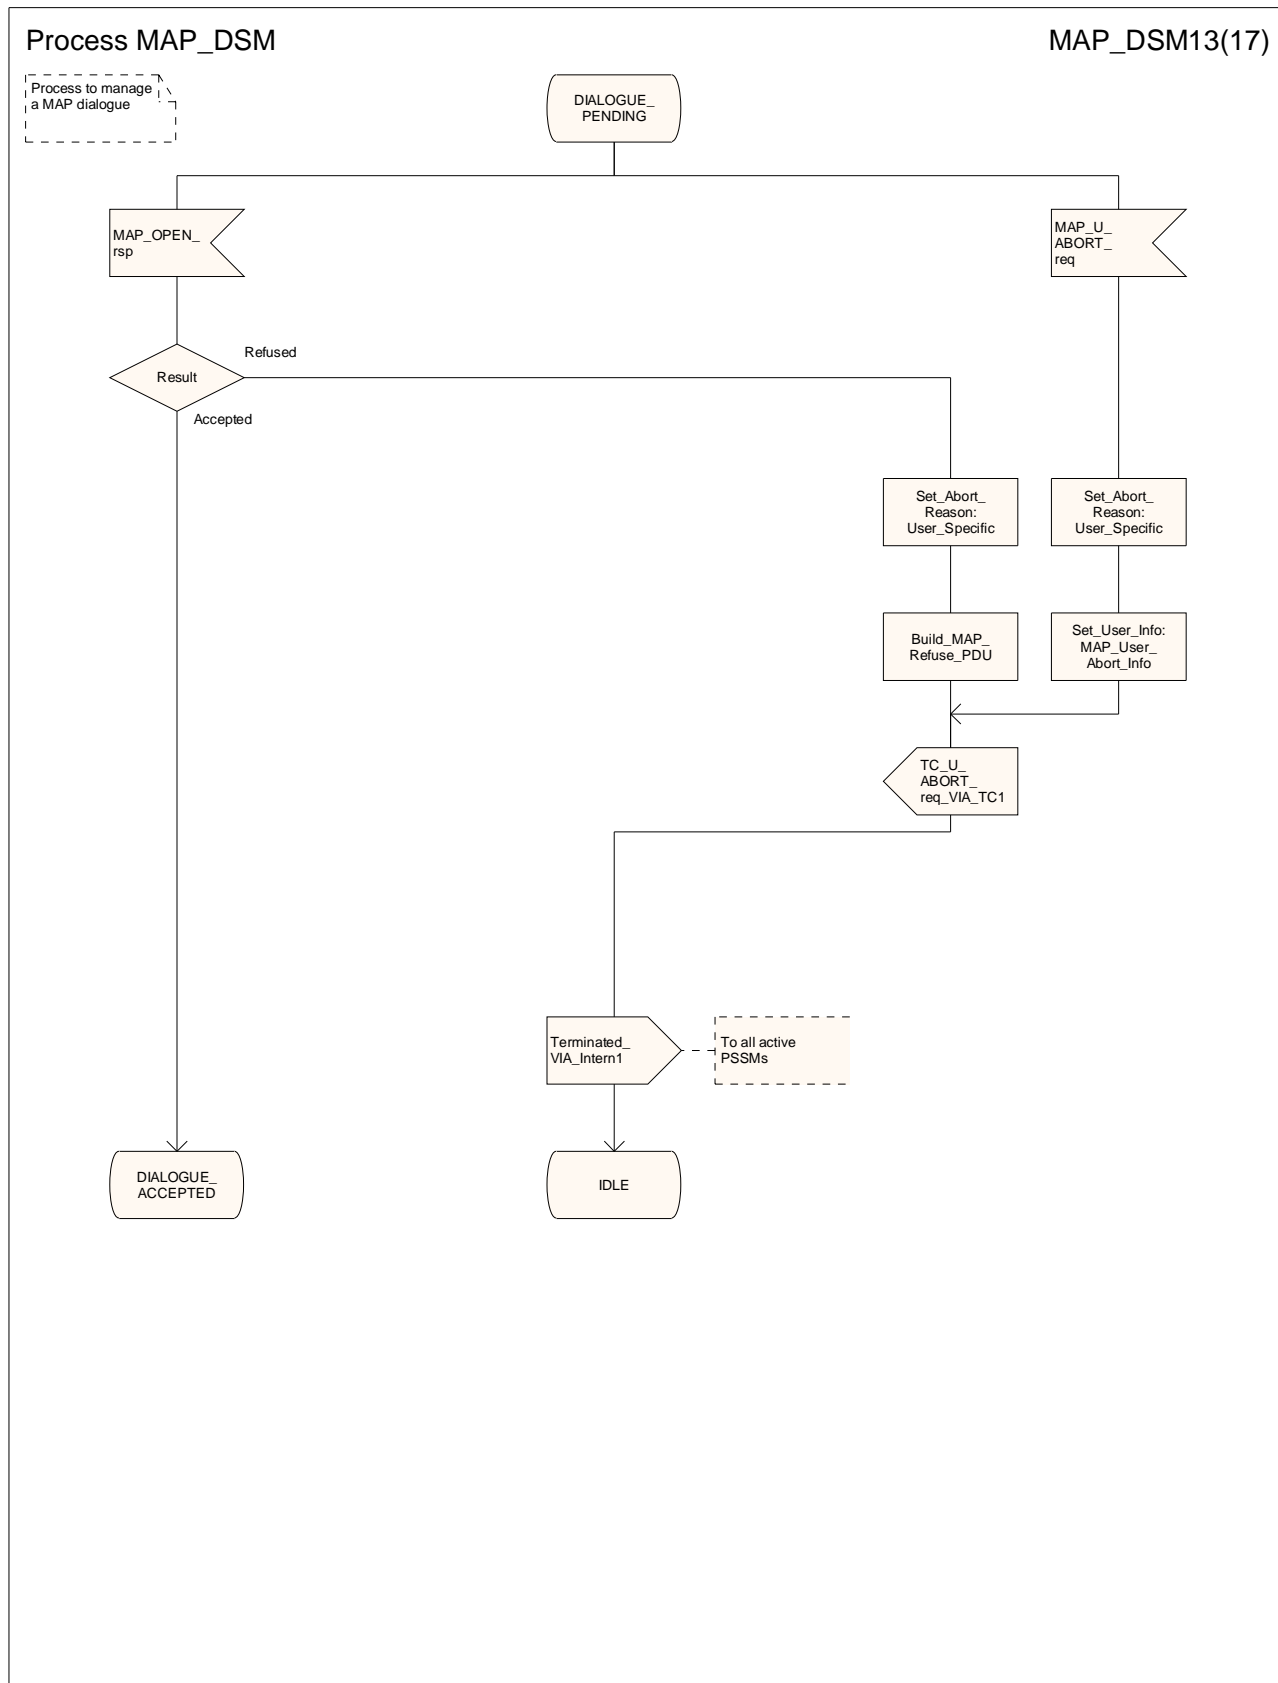 Process MAP_DSM
MAP_DSM13(17)
Process to manage
a MAP dialogue
DIALOGUE_
PENDING
MAP_OPEN_
rsp
MAP_U_
ABORT_
req
Result
Refused
Accepted
Set_Abort_
Reason:
User_Specific
Set_Abort_
Reason:
User_Specific
Build_MAP_
Refuse_PDU
Set_User_Info:
MAP_User_
Abort_Info
TC_U_
ABORT_
req_VIA_TC1
Terminated_
VIA_Intern1
To all active
PSSMs
DIALOGUE_
ACCEPTED
IDLE